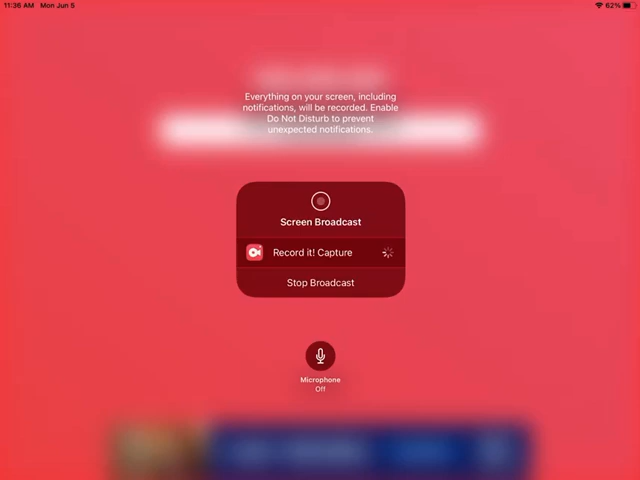 11:36 AM Mon Jun 5
62%
Everything on your screen, including
notifications, will be recorded. Enable
Do Not Disturb to prevent
unexpected notifications.
Screen Broadcast
Record it! Capture
Stop Broadcast
Microphone
Off